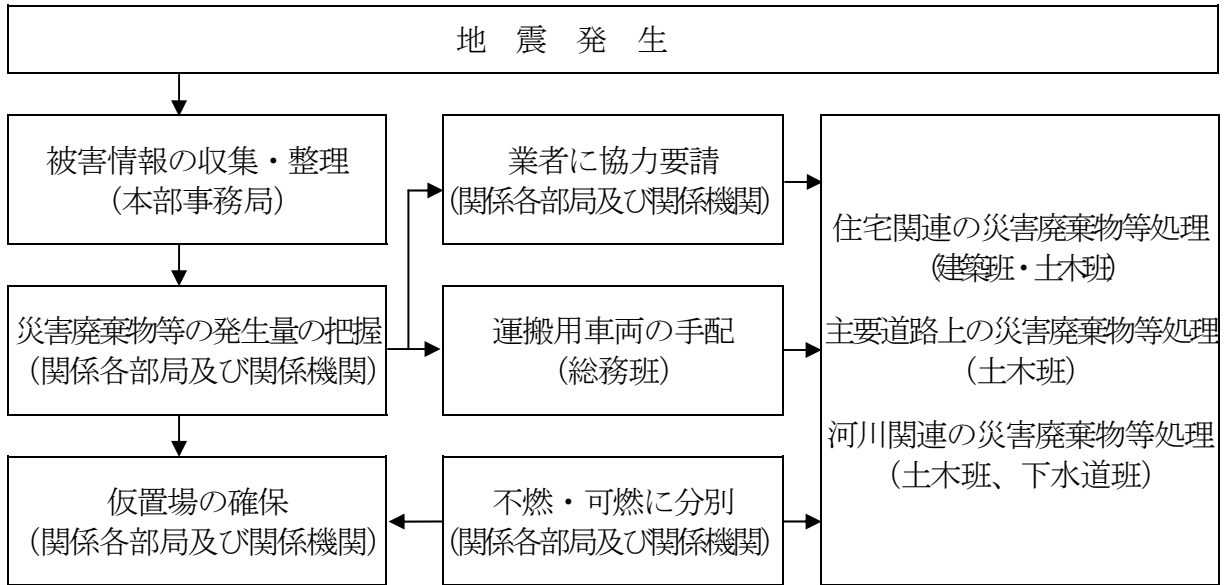 地 震 発 生
被害情報の収集・整理
（本部事務局）
業者に協力要請
（関係各部局及び関係機関）
住宅関連の災害廃棄物等処理
（建築班・土木班）
主要道路上の災害廃棄物等処理
（土木班）
河川関連の災害廃棄物等処理
（土木班、下水道班）
災害廃棄物等の発生量の把握
（関係各部局及び関係機関）
運搬用車両の手配
（総務班）
仮置場の確保
（関係各部局及び関係機関）
不燃・可燃に分別
（関係各部局及び関係機関）